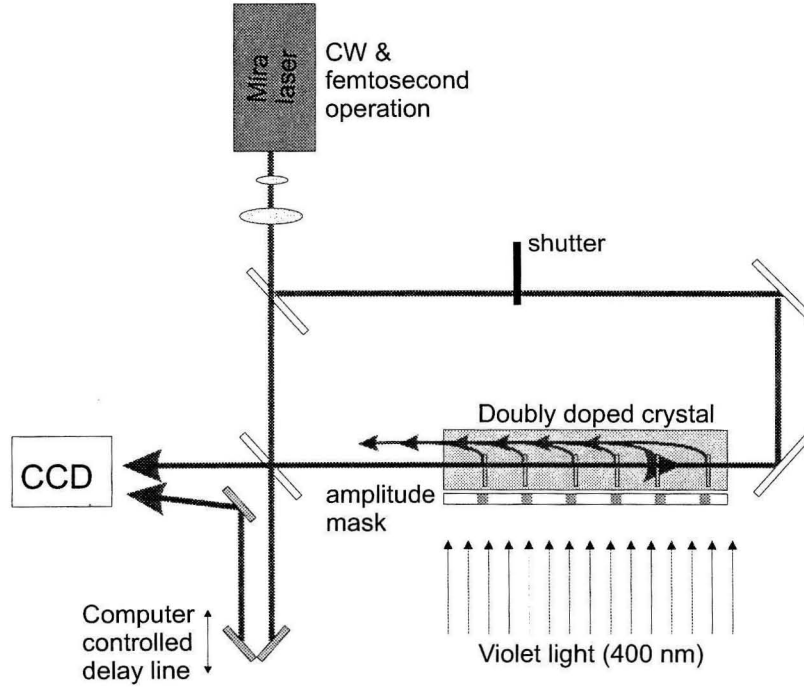 Mira
laser
CW &
femtosecond
operation
shutter
Doubly doped crystal
CCD
amplitude
mask
Computer
controlled
delay line
Violet light (400 nm)